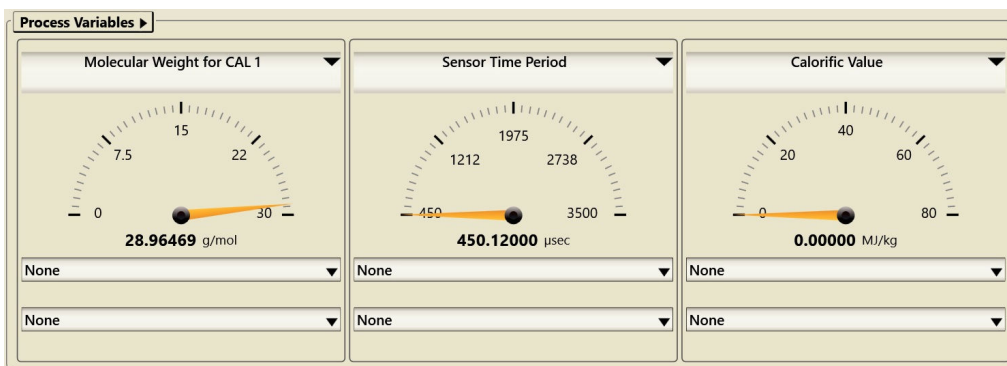 Process Variables
Molecular Weight for CAL 1
15
7.5
22
0
30
28.96469 g/mol
None
None
Sensor Time Period
1975
1212
2738
450
3500
450.12000 µsec
None
None
Calorific Value
40
20
60
0
80
0.00000 MJ/kg
None
None